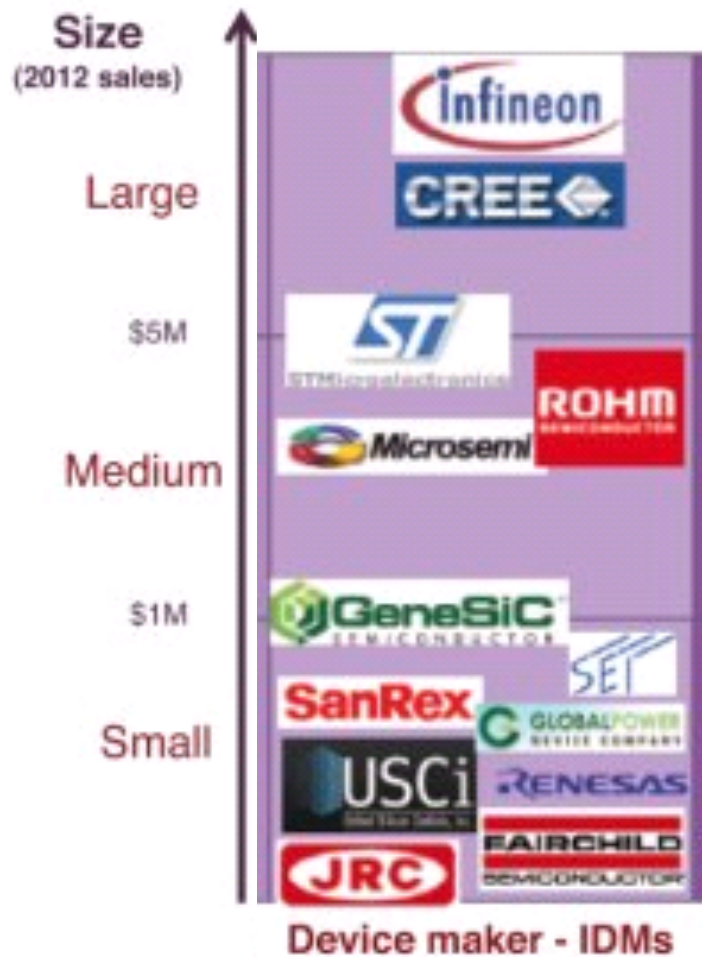 Size
(2012 sales)
infineon
Large
CREE
$5M
ST
STMicroelectronics
ROHM
SEMICONDUCTOR
Microsemi
Medium
$1M
GeneSiC
SEMICONDUCTOR
SET
SanRex
GLOBALPOWER
DEVICE COMPANY
Small
USCi
RENESAS
FAIRCHILD
SEMICONDUCTOR
JRC
Device maker - IDMs